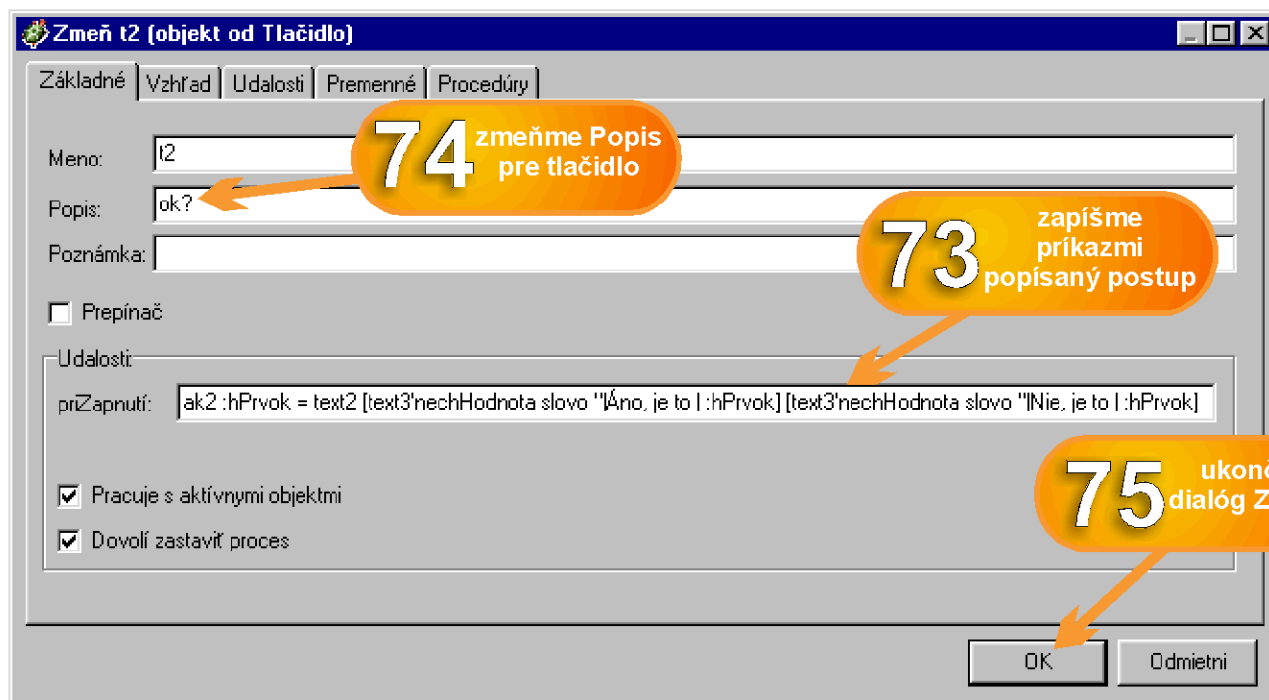 Zmeň t2 (objekt od Tlačidlo)
Základné Vzhľad Udalosti Premenné Procedúry
74 zmeňme Popis
pre tlačidlo
Meno: t2
Popis: ok?
Poznámka:
73 zapíšme
príkazmi
popísaný postup
Prepínač
Udalosti:
priZapnutí: ak2 :hPrvok = text2 [text3'nechHodnota slovo "|Áno, je to | :hPrvok] [text3'nechHodnota slovo "|Nie, je to | :hPrvok]
75 ukonč
dialóg Z
Pracuje s aktívnymi objektmi
Dovolí zastaviť proces
OK Odmietni